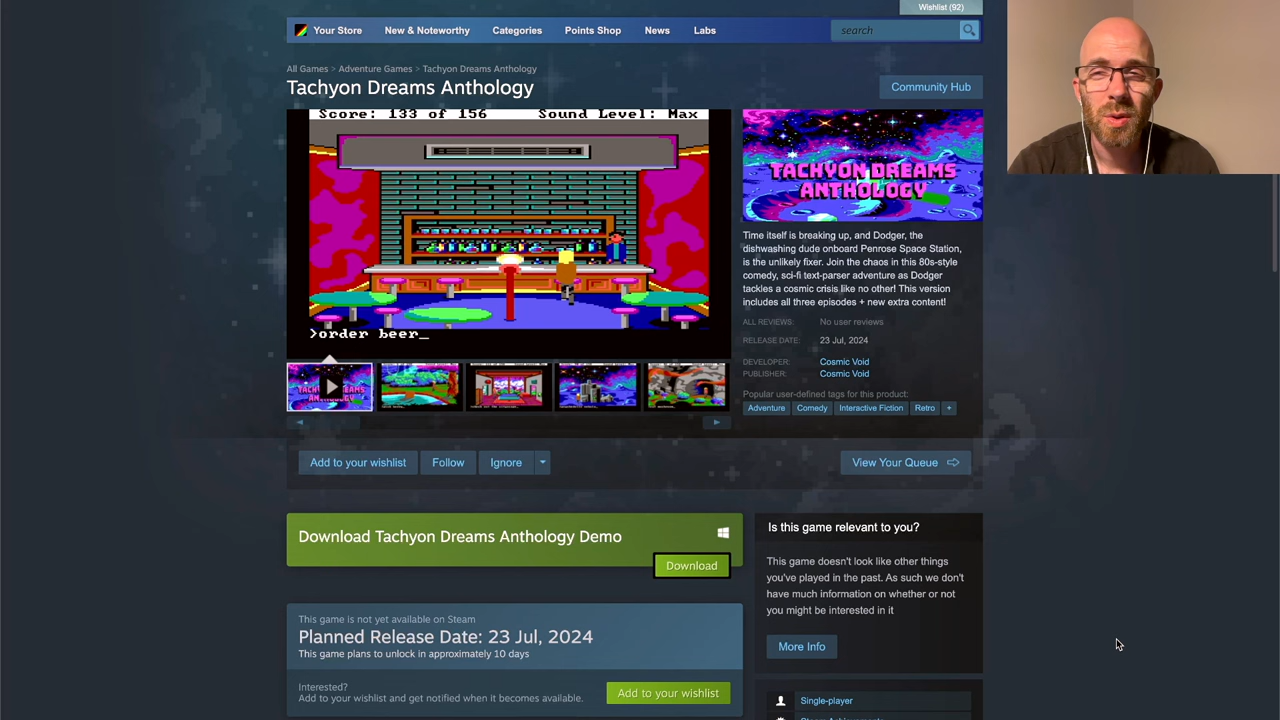 Wishlist (92)
Your Store
New & Noteworthy
Categories
Points Shop
News
Labs
search
All Games > Adventure Games > Tachyon Dreams Anthology
Tachyon Dreams Anthology
Community Hub
Score: 133 of 156 Sound Level: Max
>order beer_
TACHYON DREAMS
ANTHOLOGY
Time itself is breaking up, and Dodger, the
dishwashing dude onboard Penrose Space Station,
is the unlikely fixer. Join the chaos in this 80s-style
comedy, sci-fi text-parser adventure as Dodger
tackles a cosmic crisis like no other! This version
includes all three episodes + new extra content!
ALL REVIEWS: No user reviews
RELEASE DATE: 23 Jul, 2024
DEVELOPER: Cosmic Void
PUBLISHER: Cosmic Void
Popular user-defined tags for this product:
Adventure Comedy Interactive Fiction Retro +
Add to your wishlist
Follow
Ignore
View Your Queue
Download Tachyon Dreams Anthology Demo
Download
This game is not yet available on Steam
Planned Release Date: 23 Jul, 2024
This game plans to unlock in approximately 10 days
Interested?
Add to your wishlist and get notified when it becomes available.
Add to your wishlist
Is this game relevant to you?
This game doesn't look like other things
you've played in the past. As such we don't
have much information on whether or not
you might be interested in it
More Info
Single-player